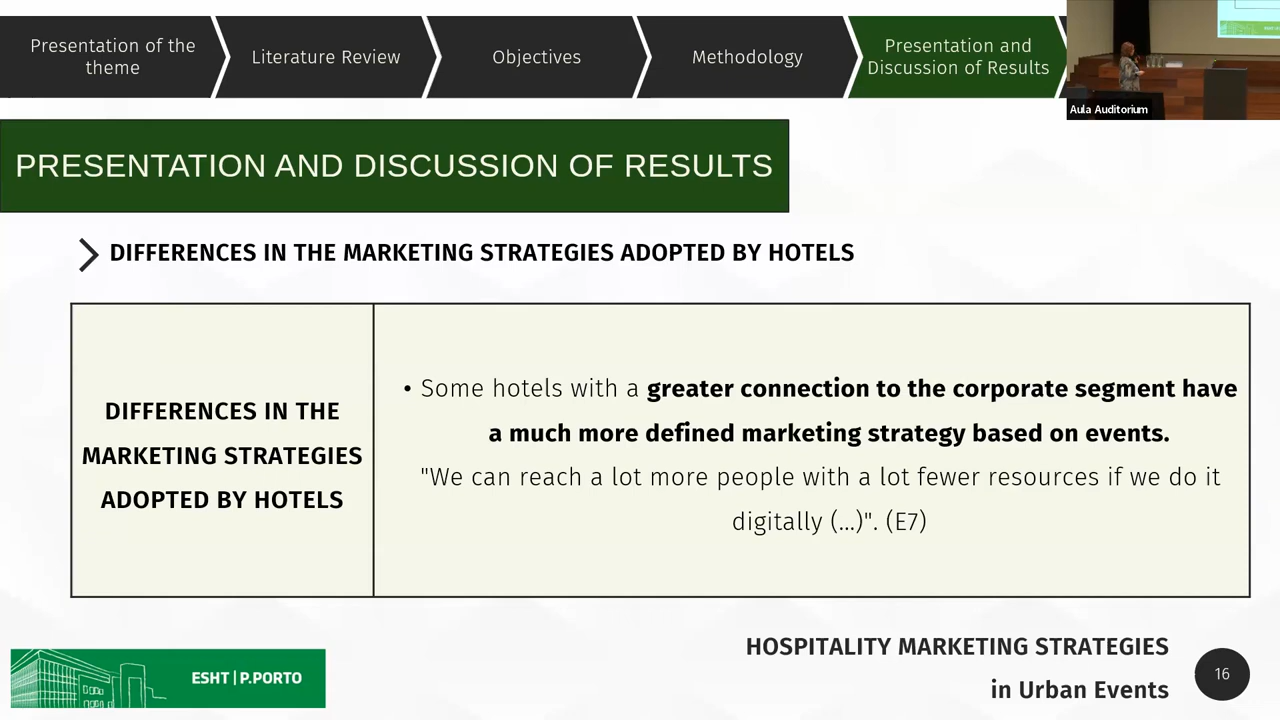 Presentation of the
theme
Literature Review
Objectives
Methodology
Presentation and
Discussion of Results
Aula Auditorium
PRESENTATION AND DISCUSSION OF RESULTS
DIFFERENCES IN THE MARKETING STRATEGIES ADOPTED BY HOTELS
DIFFERENCES IN THE
MARKETING STRATEGIES
ADOPTED BY HOTELS
• Some hotels with a greater connection to the corporate segment have
a much more defined marketing strategy based on events.
"We can reach a lot more people with a lot fewer resources if we do it
digitally (...)". (E7)
HOSPITALITY MARKETING STRATEGIES
in Urban Events
16
ESHT | P.PORTO